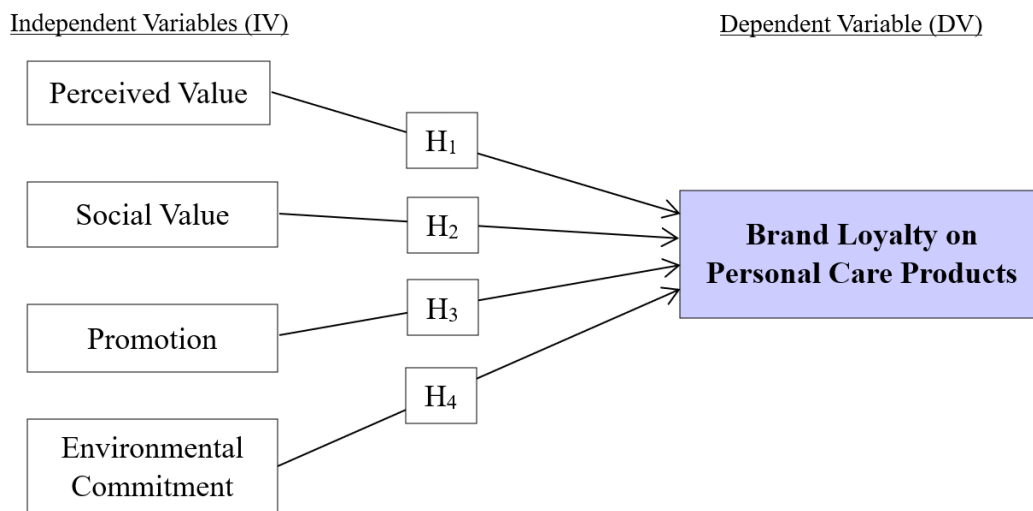 Independent Variables (IV)
Dependent Variable (DV)
Perceived Value
H₁
Social Value
H₂
Brand Loyalty on
Personal Care Products
Promotion
H₃
Environmental
Commitment
H₄